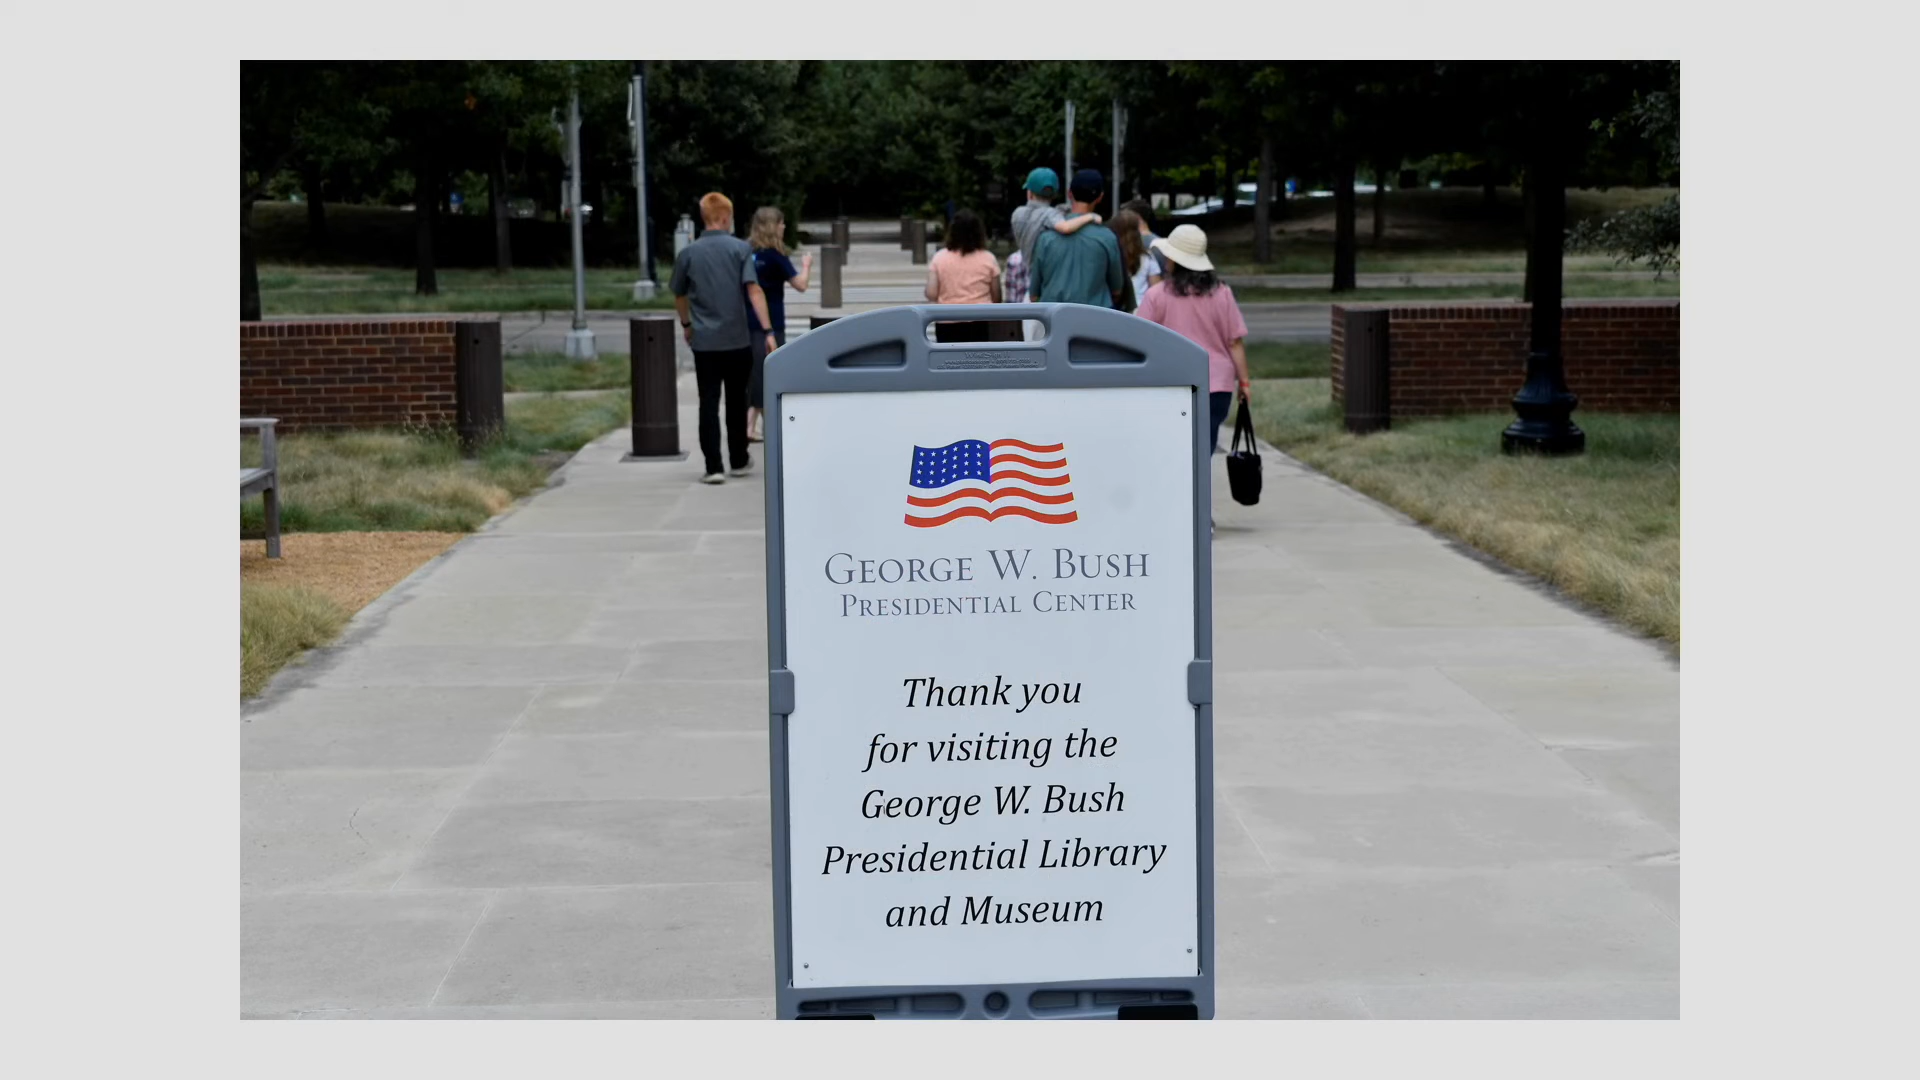 GEORGE W. BUSH
PRESIDENTIAL CENTER
Thank you
for visiting the
George W. Bush
Presidential Library
and Museum